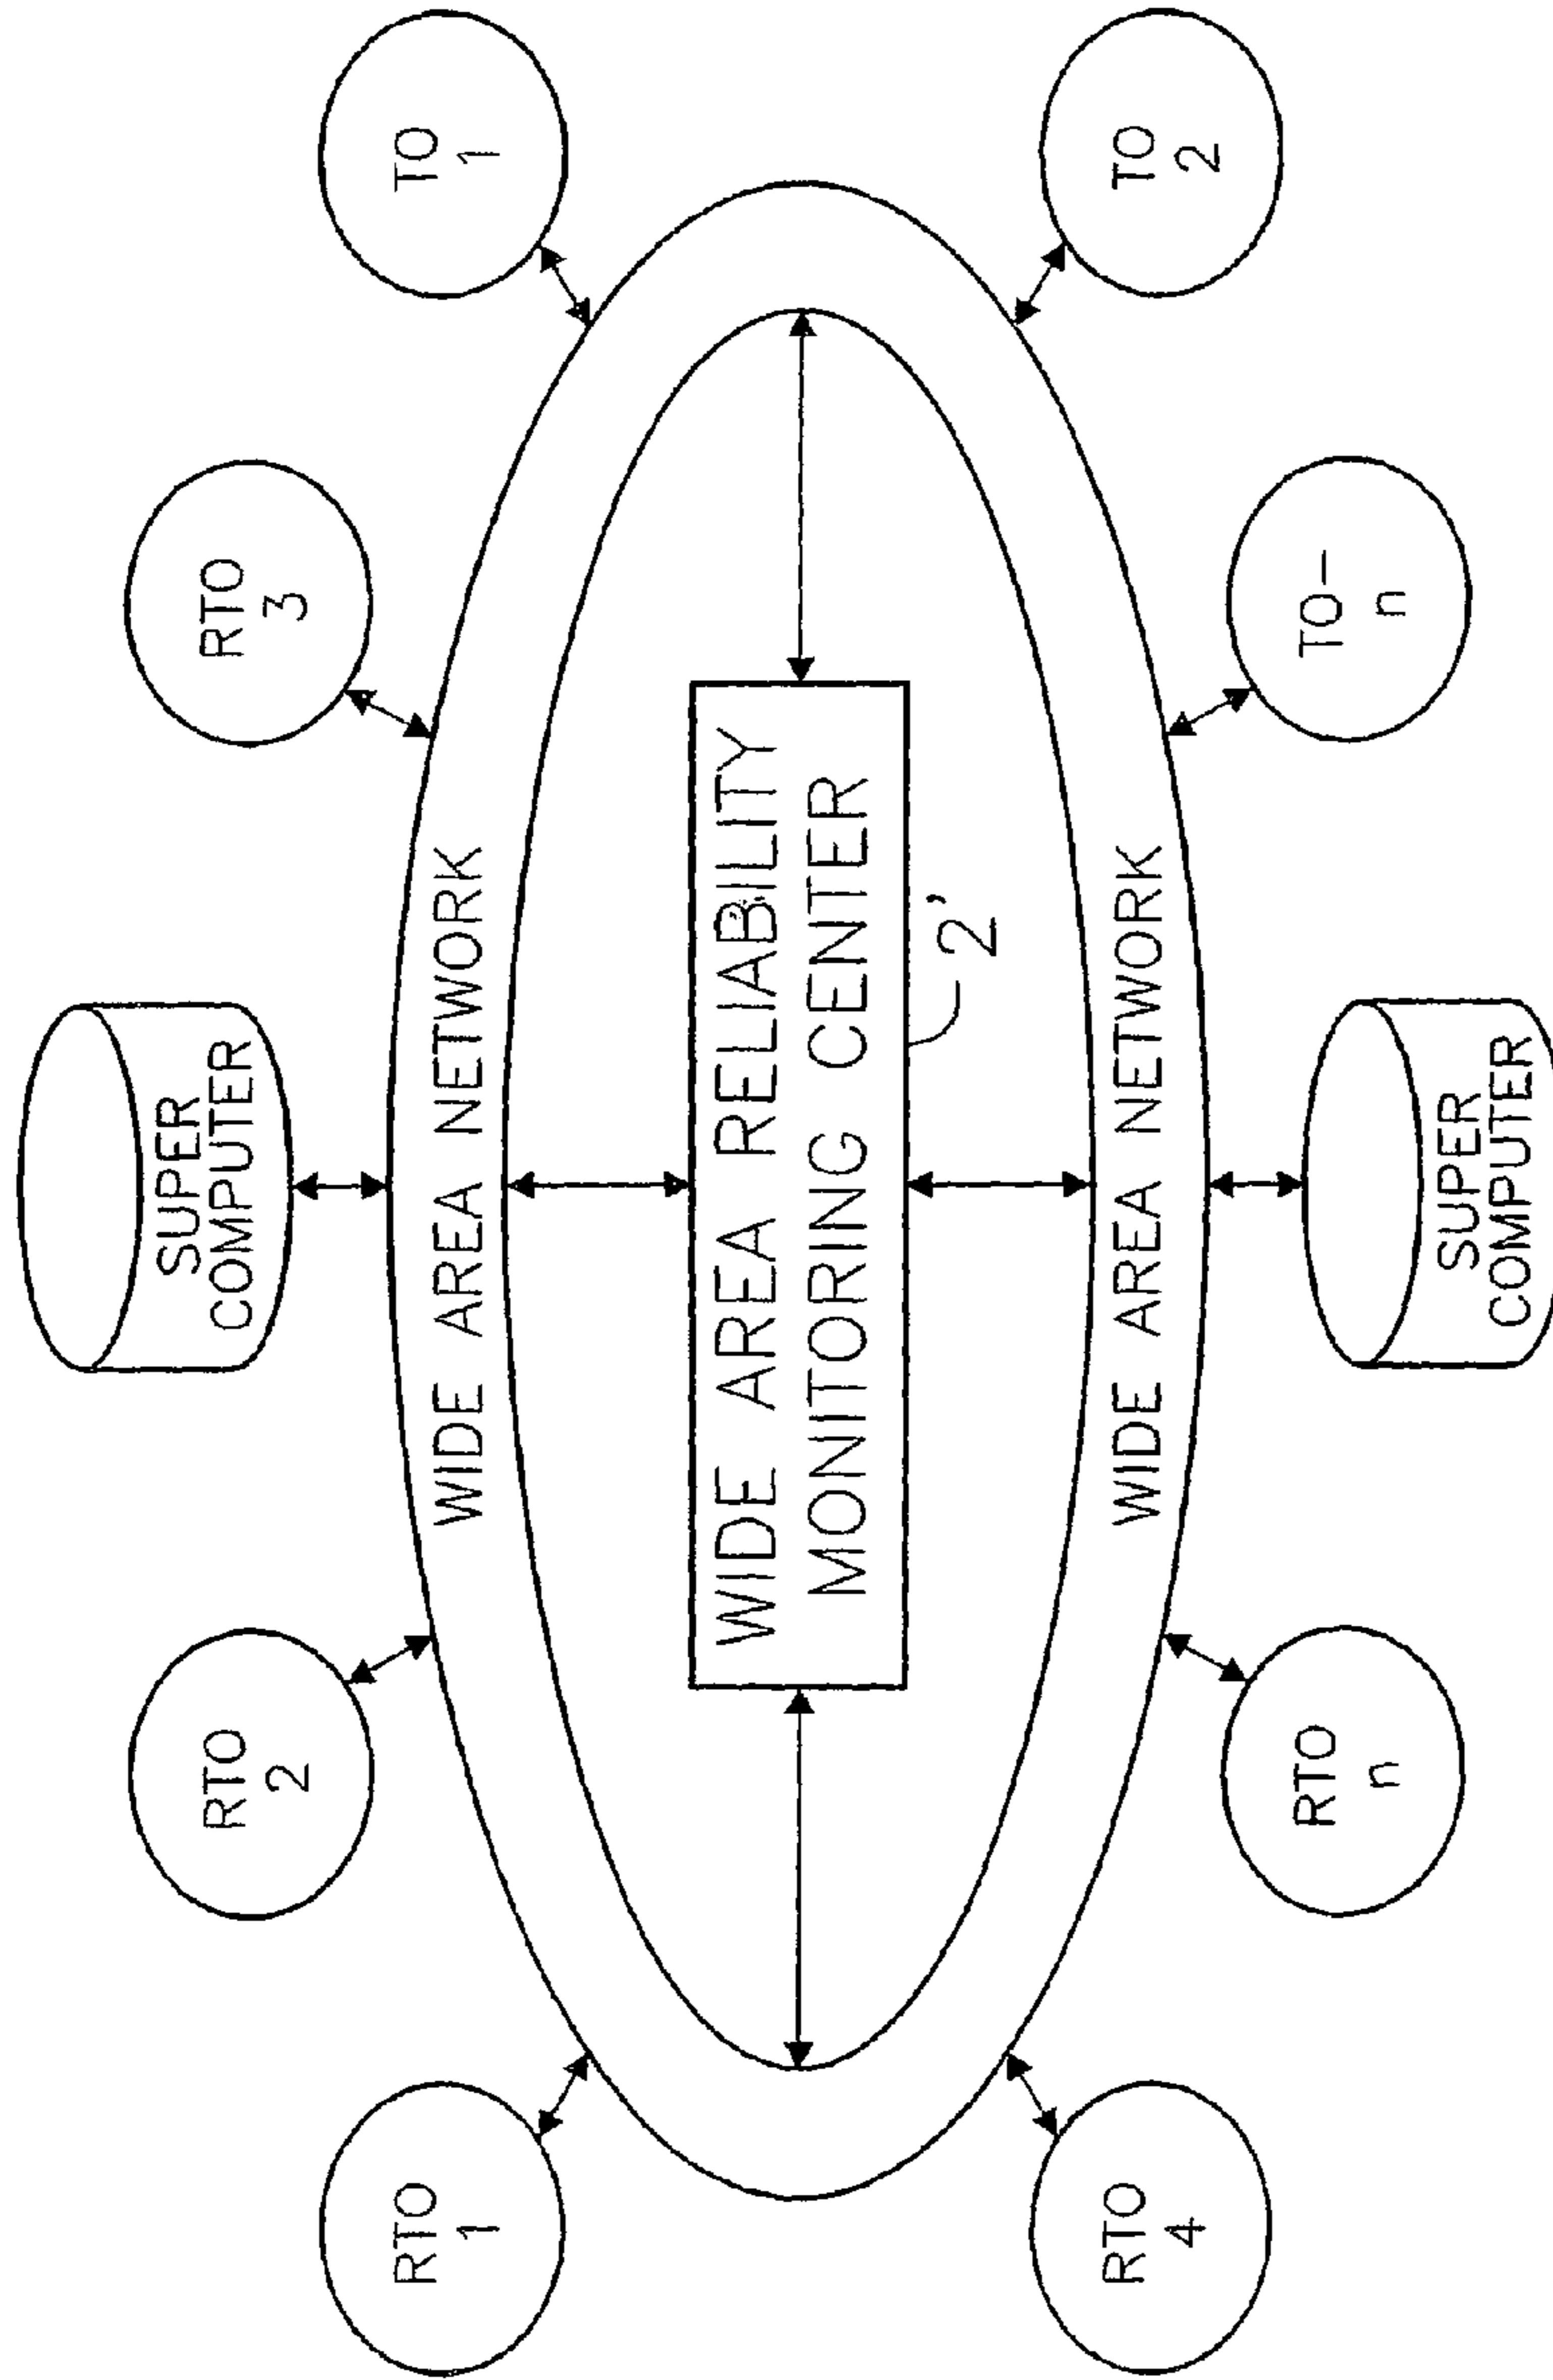 SUPER
COMPUTER
RTO
2
RTO
3
RTO
1
TO
1
WIDE AREA NETWORK
WIDE AREA RELIABILITY
MONITORING CENTER
2'
WIDE AREA NETWORK
RTO
4
TO
2
RTO
n
TO-
n
SUPER
COMPUTER